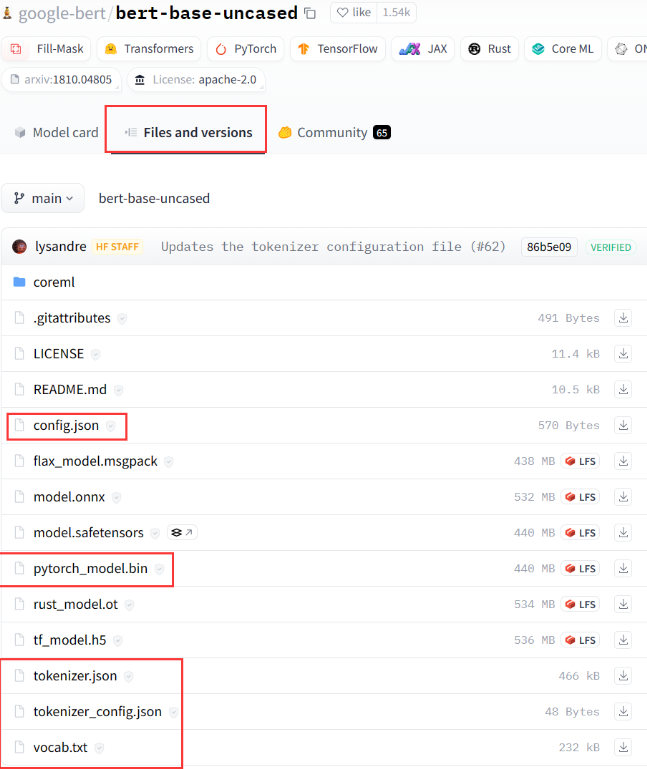 google-bert/bert-base-uncased like 1.54k
Fill-Mask Transformers PyTorch TensorFlow JAX Rust Core ML ON
arxiv:1810.04805 License: apache-2.0
Model card Files and versions Community 65
main bert-base-uncased
lysandre HF STAFF Updates the tokenizer configuration file (#62) 86b5e09 VERIFIED
coreml
.gitattributes 491 Bytes
LICENSE 11.4 kB
README.md 10.5 kB
config.json 570 Bytes
flax_model.msgpack 438 MB LFS
model.onnx 532 MB LFS
model.safetensors 440 MB LFS
pytorch_model.bin 440 MB LFS
rust_model.ot 534 MB LFS
tf_model.h5 536 MB LFS
tokenizer.json 466 kB
tokenizer_config.json 48 Bytes
vocab.txt 232 kB